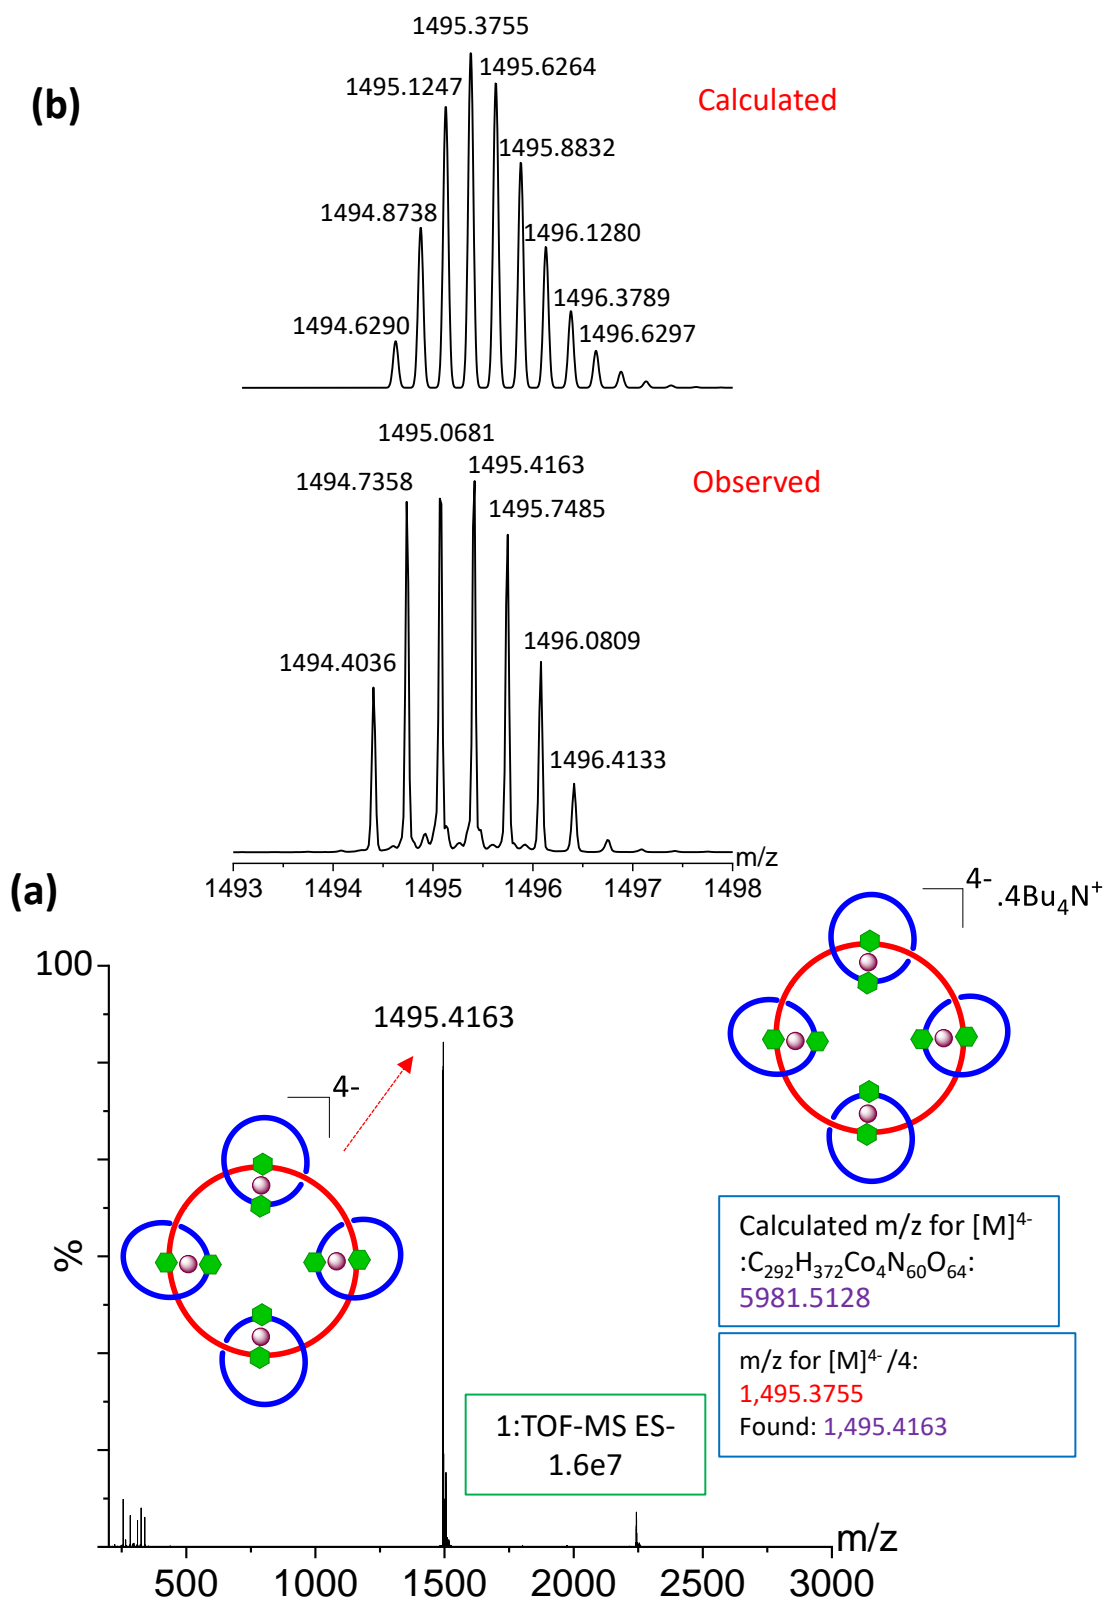 (b)
1495.3755
1495.6264
1495.1247
Calculated
1495.8832
1494.8738
1496.1280
1496.3789
1494.6290
1496.6297
1495.0681
1495.4163
1494.7358
Observed
1495.7485
1496.0809
1494.4036
1496.4133
m/z
1493 1494 1495 1496 1497 1498
(a)
4- .4Bu₄N⁺
100
1495.4163
4-
%
Calculated m/z for [M]⁴⁻
:C₂₉₂H₃₇₂Co₄N₆₀O₆₄:
5981.5128
m/z for [M]⁴⁻ /4:
1,495.3755
Found: 1,495.4163
1:TOF-MS ES-
1.6e7
m/z
500 1000 1500 2000 2500 3000